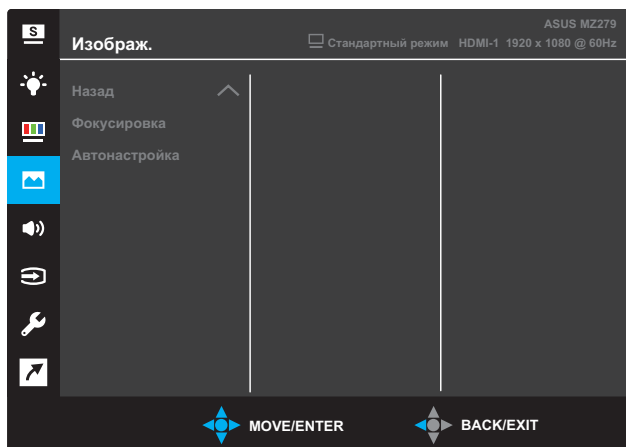 S
ASUS MZ279
Изображ.
Стандартный режим HDMI-1 1920 x 1080 @ 60Hz
Назад
Фокусировка
Автонастройка
MOVE/ENTER
BACK/EXIT